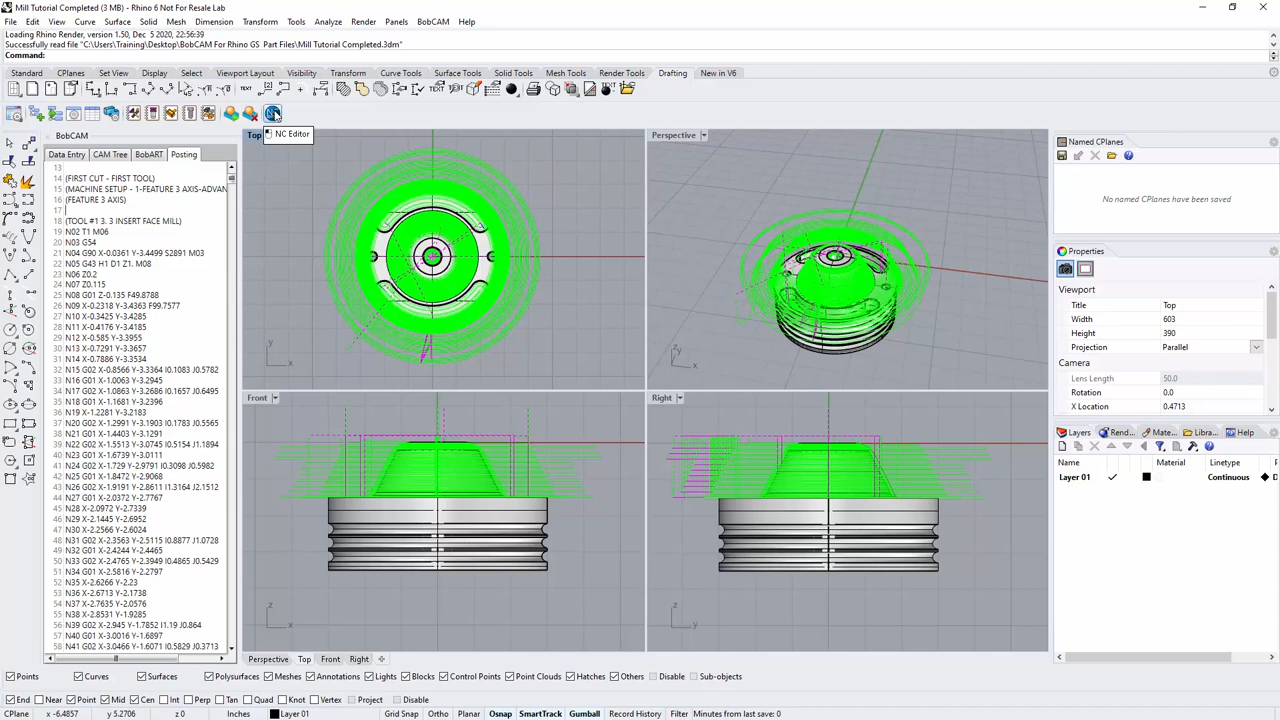 Mill Tutorial Completed (3 MB) - Rhino 6 Not For Resale Lab
File Edit View Curve Surface Solid Mesh Dimension Transform Tools Analyze Render Panels BobCAM Help
Loading Rhino Render, version 1.50, Dec 5 2020, 22:56:39
Successfully read file "C:\Users\Training\Desktop\BobCAM For Rhino GS Part Files\Mill Tutorial Completed.3dm"
Command:
Standard CPlanes Set View Display Select Viewport Layout Visibility Transform Curve Tools Surface Tools Solid Tools Mesh Tools Render Tools Drafting New in V6
NC Editor
BobCAM
Data Entry CAM Tree BobART Posting
13
14 (FIRST CUT - FIRST TOOL)
15 (MACHINE SETUP - 1-FEATURE 3 AXIS-ADVAN
16 (FEATURE 3 AXIS)
17
18 (TOOL #1 3. 3 INSERT FACE MILL)
19 N02 T1 M06
20 N03 G54
21 N04 G90 X-0.0361 Y-3.4499 S2891 M03
22 N05 G43 H1 D1 Z1. M08
23 N06 Z0.2
24 N07 Z0.115
25 N08 G01 Z-0.135 F49.8788
26 N09 X-0.2318 Y-3.4363 F99.7577
27 N10 X-0.3425 Y-3.4285
28 N11 X-0.4176 Y-3.4185
29 N12 X-0.585 Y-3.3955
30 N13 X-0.7291 Y-3.3657
31 N14 X-0.7886 Y-3.3534
32 N15 G02 X-0.8566 Y-3.3364 I0.1083 J0.5782
33 N16 G01 X-1.0063 Y-3.2945
34 N17 G02 X-1.0863 Y-3.2686 I0.1657 J0.5695
35 N18 G01 X-1.1681 Y-3.2396
36 N19 X-1.2281 Y-3.2183
37 N20 G02 X-1.2991 Y-3.1903 I0.178 J0.5565
38 N21 G01 X-1.4403 Y-3.1291
39 N22 G02 X-1.5513 Y-3.0745 I0.5154 J1.1894
40 N23 G01 X-1.6739 Y-3.0111
41 N24 G02 X-1.729 Y-2.9791 I0.3098 J0.5982
42 N25 G01 X-1.8472 Y-2.9068
43 N26 G02 X-1.9191 Y-2.8611 I1.3164 J2.1512
44 N27 G01 X-2.0372 Y-2.7767
45 N28 X-2.0972 Y-2.7339
46 N29 X-2.1445 Y-2.6952
47 N30 X-2.2566 Y-2.6024
48 N31 G02 X-2.3563 Y-2.5115 I0.8877 J1.0728
49 N32 G01 X-2.4244 Y-2.4465
50 N33 G02 X-2.4765 Y-2.3949 I0.4865 J0.5429
51 N34 G01 X-2.5816 Y-2.2797
52 N35 X-2.6266 Y-2.23
53 N36 X-2.6713 Y-2.1738
54 N37 X-2.7635 Y-2.0576
55 N38 X-2.8531 Y-1.9285
56 N39 G02 X-2.945 Y-1.7852 I1.19 J0.864
57 N40 G01 X-3.0016 Y-1.6897
58 N41 G02 X-3.0466 Y-1.6071 I0.5829 J0.3713
Top
y
x
Perspective
z y
x
Front
z
x
Right
z
y
Perspective Top Front Right
Named CPlanes
No named CPlanes have been saved
Properties
Viewport
Title Top
Width 603
Height 390
Projection Parallel
Camera
Lens Length 50.0
Rotation 0.0
X Location 0.4713
Layers Rend... Mate... Libra... Help
Name Material Linetype
Layer 01 Continuous
Points Curves Surfaces Polysurfaces Meshes Annotations Lights Blocks Control Points Point Clouds Hatches Others Disable Sub-objects
End Near Point Mid Cen Int Perp Tan Quad Knot Vertex Project Disable
CPlane x -6.4857 y 5.2706 z 0 Inches Layer 01 Grid Snap Ortho Planar Osnap SmartTrack Gumball Record History Filter Minutes from last save: 0